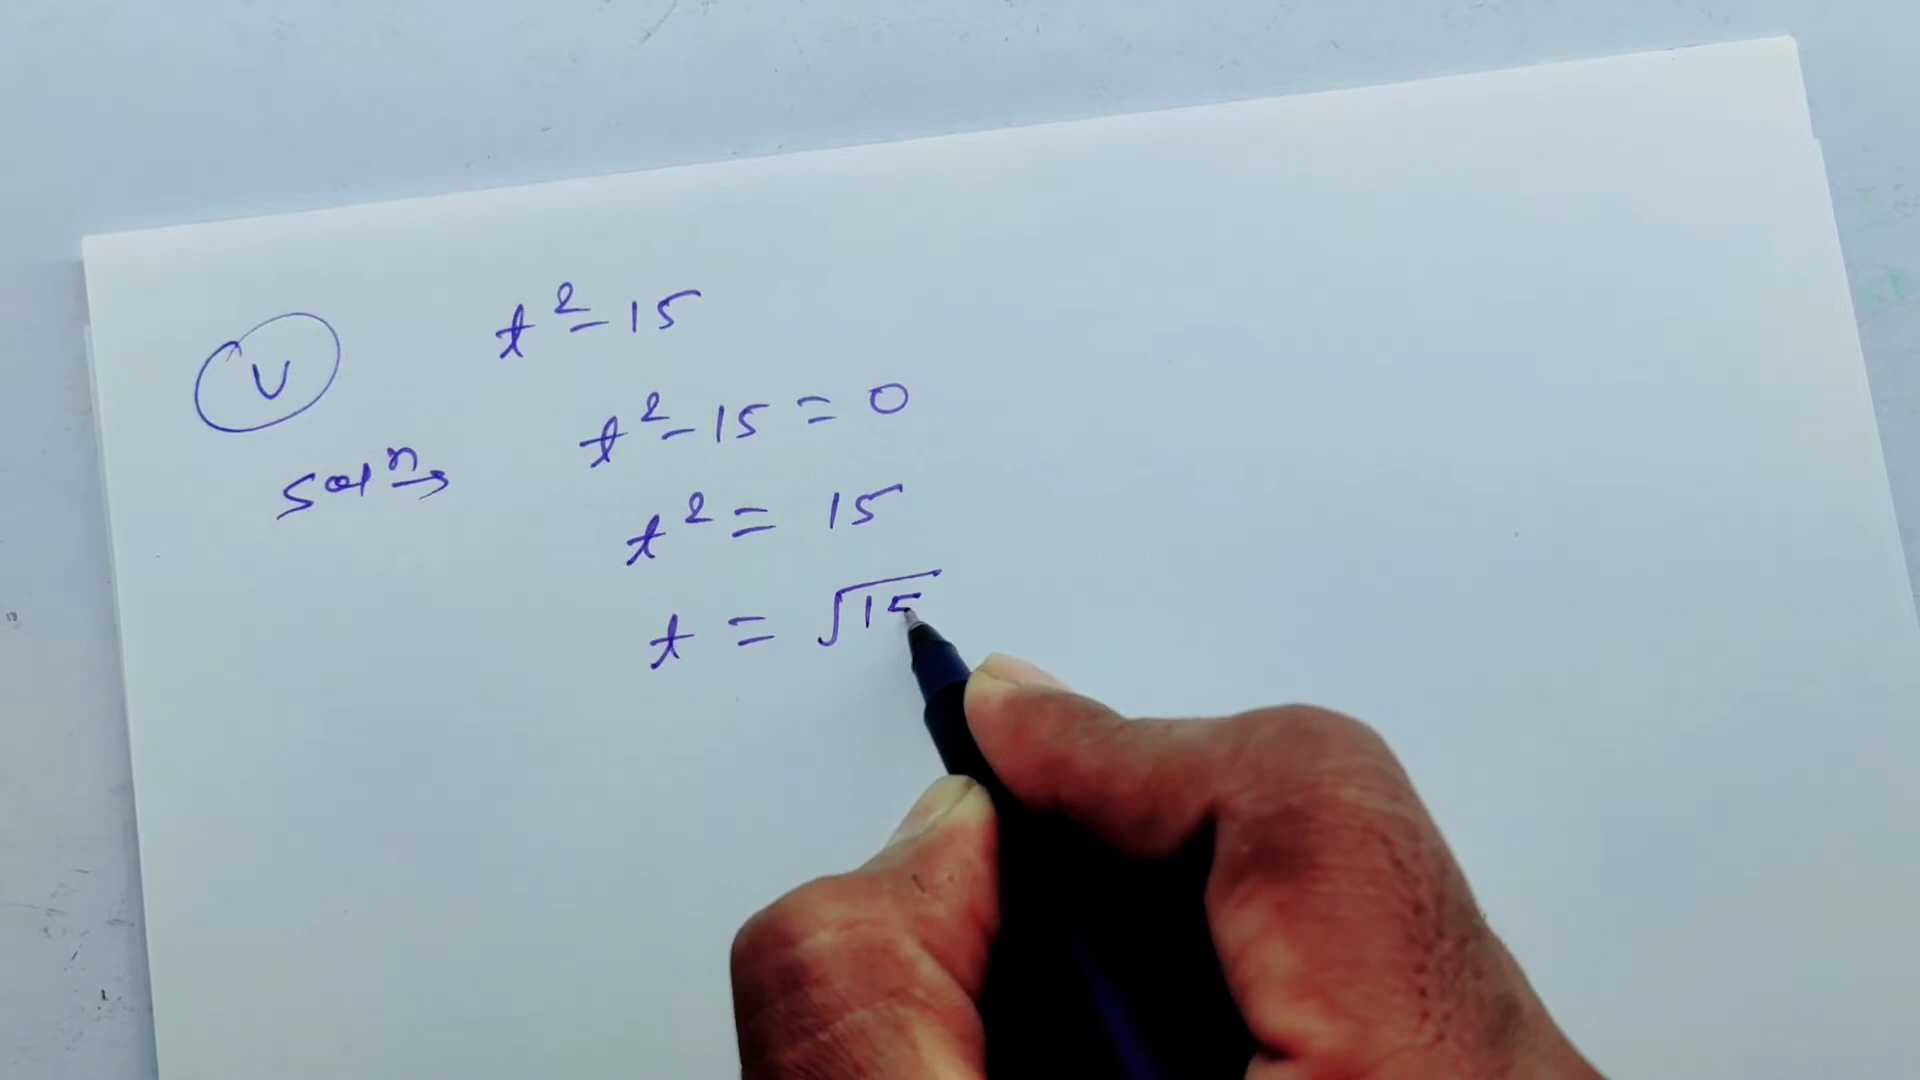 (v) t² - 15
Solⁿ→ t² - 15 = 0
t² = 15
t = √15